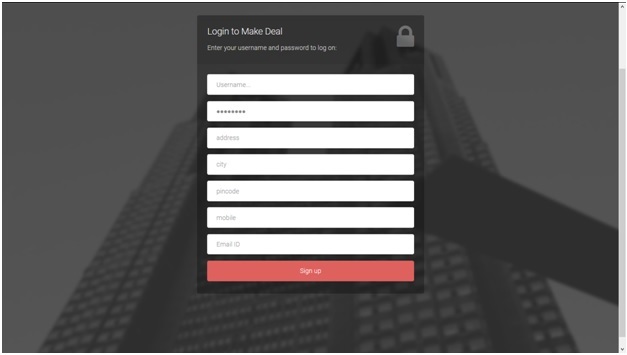 Login to Make Deal
Enter your username and password to log on:
Username...
••••••••
address
city
pincode
mobile
Email ID
Sign up